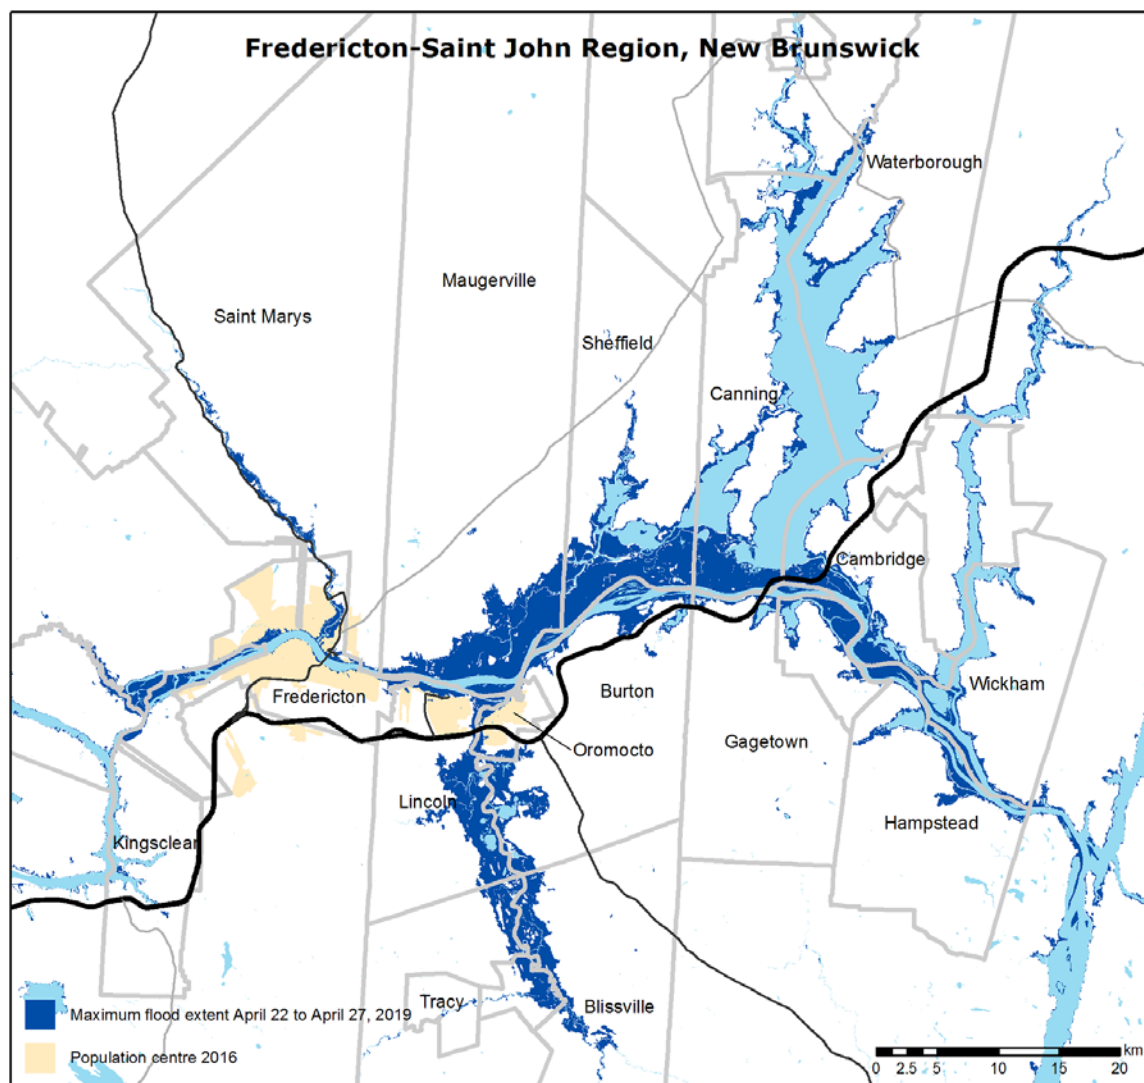 Fredericton-Saint John Region, New Brunswick
Waterborough
Maugerville
Saint Marys
Sheffield
Canning
Cambridge
Wickham
Fredericton
Burton
Oromocto
Gagetown
Lincoln
Hampstead
Kingsclear
Tracy
Blissville
Maximum flood extent April 22 to April 27, 2019
Population centre 2016
km
0 2.5 5 10 15 20